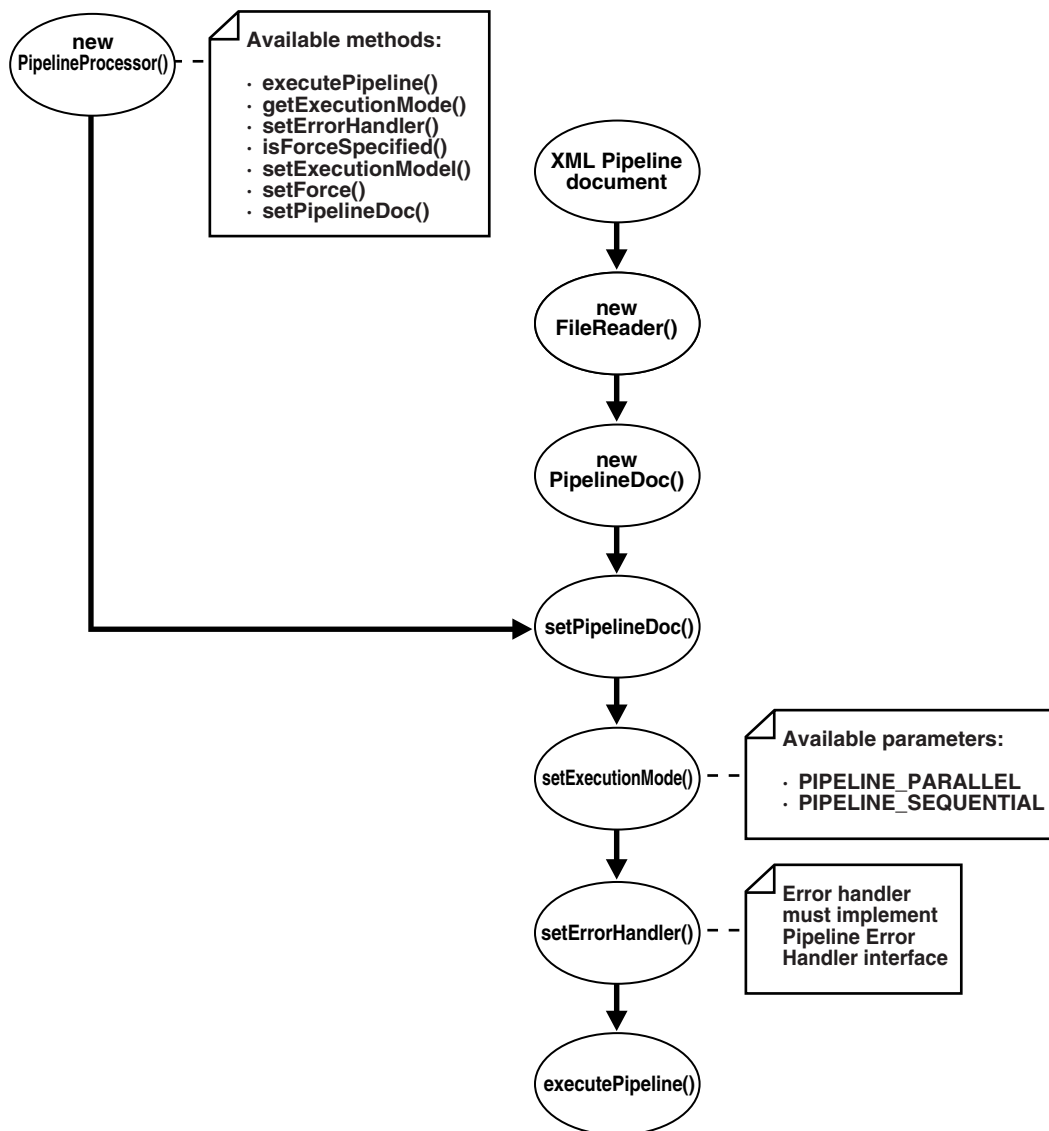 new
PipelineProcessor()
Available methods:
· executePipeline()
· getExecutionMode()
· setErrorHandler()
· isForceSpecified()
· setExecutionModel()
· setForce()
· setPipelineDoc()
XML Pipeline
document
new
FileReader()
new
PipelineDoc()
setPipelineDoc()
setExecutionMode()
Available parameters:
· PIPELINE_PARALLEL
· PIPELINE_SEQUENTIAL
setErrorHandler()
Error handler
must implement
Pipeline Error
Handler interface
executePipeline()